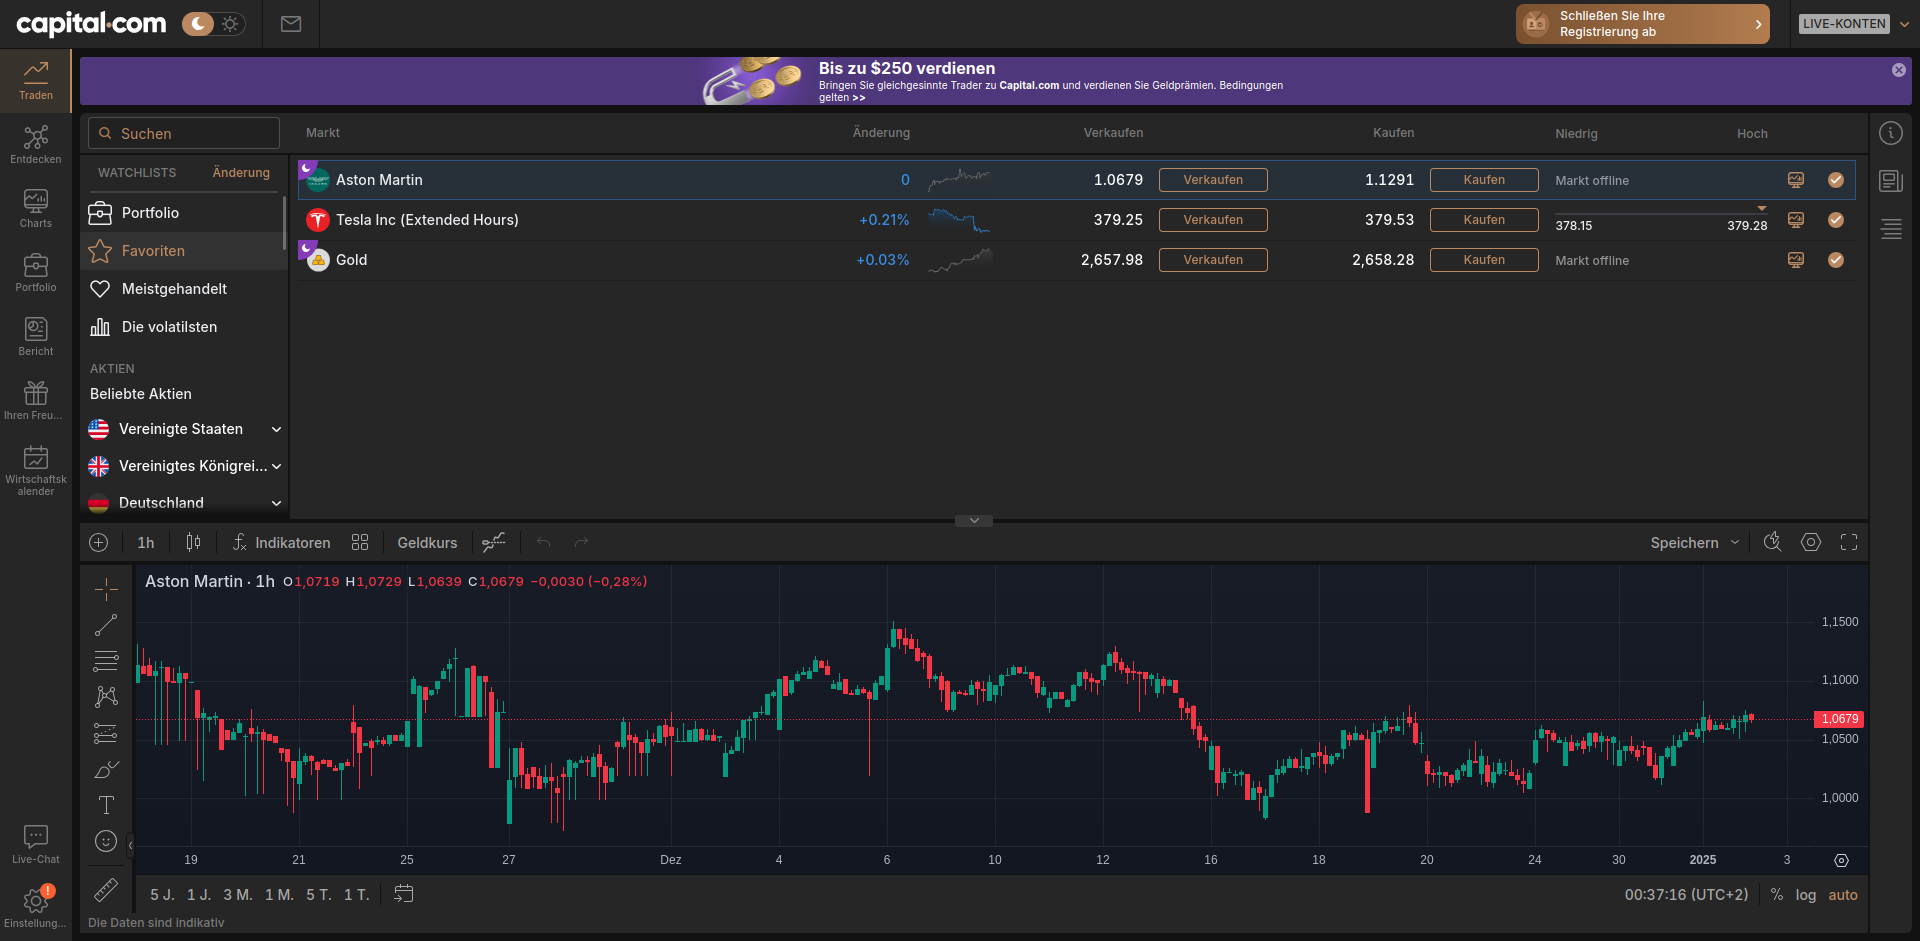 capital.com
Schließen Sie Ihre
Registrierung ab
LIVE-KONTEN
Traden
Entdecken
Charts
Portfolio
Bericht
Ihren Freu...
Wirtschaftsk
alender
Live-Chat
!
Einstellung...
Bis zu $250 verdienen
Bringen Sie gleichgesinnte Trader zu Capital.com und verdienen Sie Geldprämien. Bedingungen
gelten >>
Suchen
WATCHLISTS Änderung
Portfolio
Favoriten
Meistgehandelt
Die volatilsten
AKTIEN
Beliebte Aktien
Vereinigte Staaten
Vereinigtes Königrei...
Deutschland
Markt Änderung Verkaufen Kaufen Niedrig Hoch
Aston Martin 0 1.0679 Verkaufen 1.1291 Kaufen Markt offline
Tesla Inc (Extended Hours) +0.21% 379.25 Verkaufen 379.53 Kaufen 378.15 379.28
Gold +0.03% 2,657.98 Verkaufen 2,658.28 Kaufen Markt offline
1h Indikatoren Geldkurs Speichern
Aston Martin · 1h O1,0719 H1,0729 L1,0639 C1,0679 −0,0030 (−0,28%)
1,1500
1,1000
1,0679
1,0500
1,0000
19 21 25 27 Dez 4 6 10 12 16 18 20 24 30 2025 3
5 J. 1 J. 3 M. 1 M. 5 T. 1 T. 00:37:16 (UTC+2) % log auto
Die Daten sind indikativ